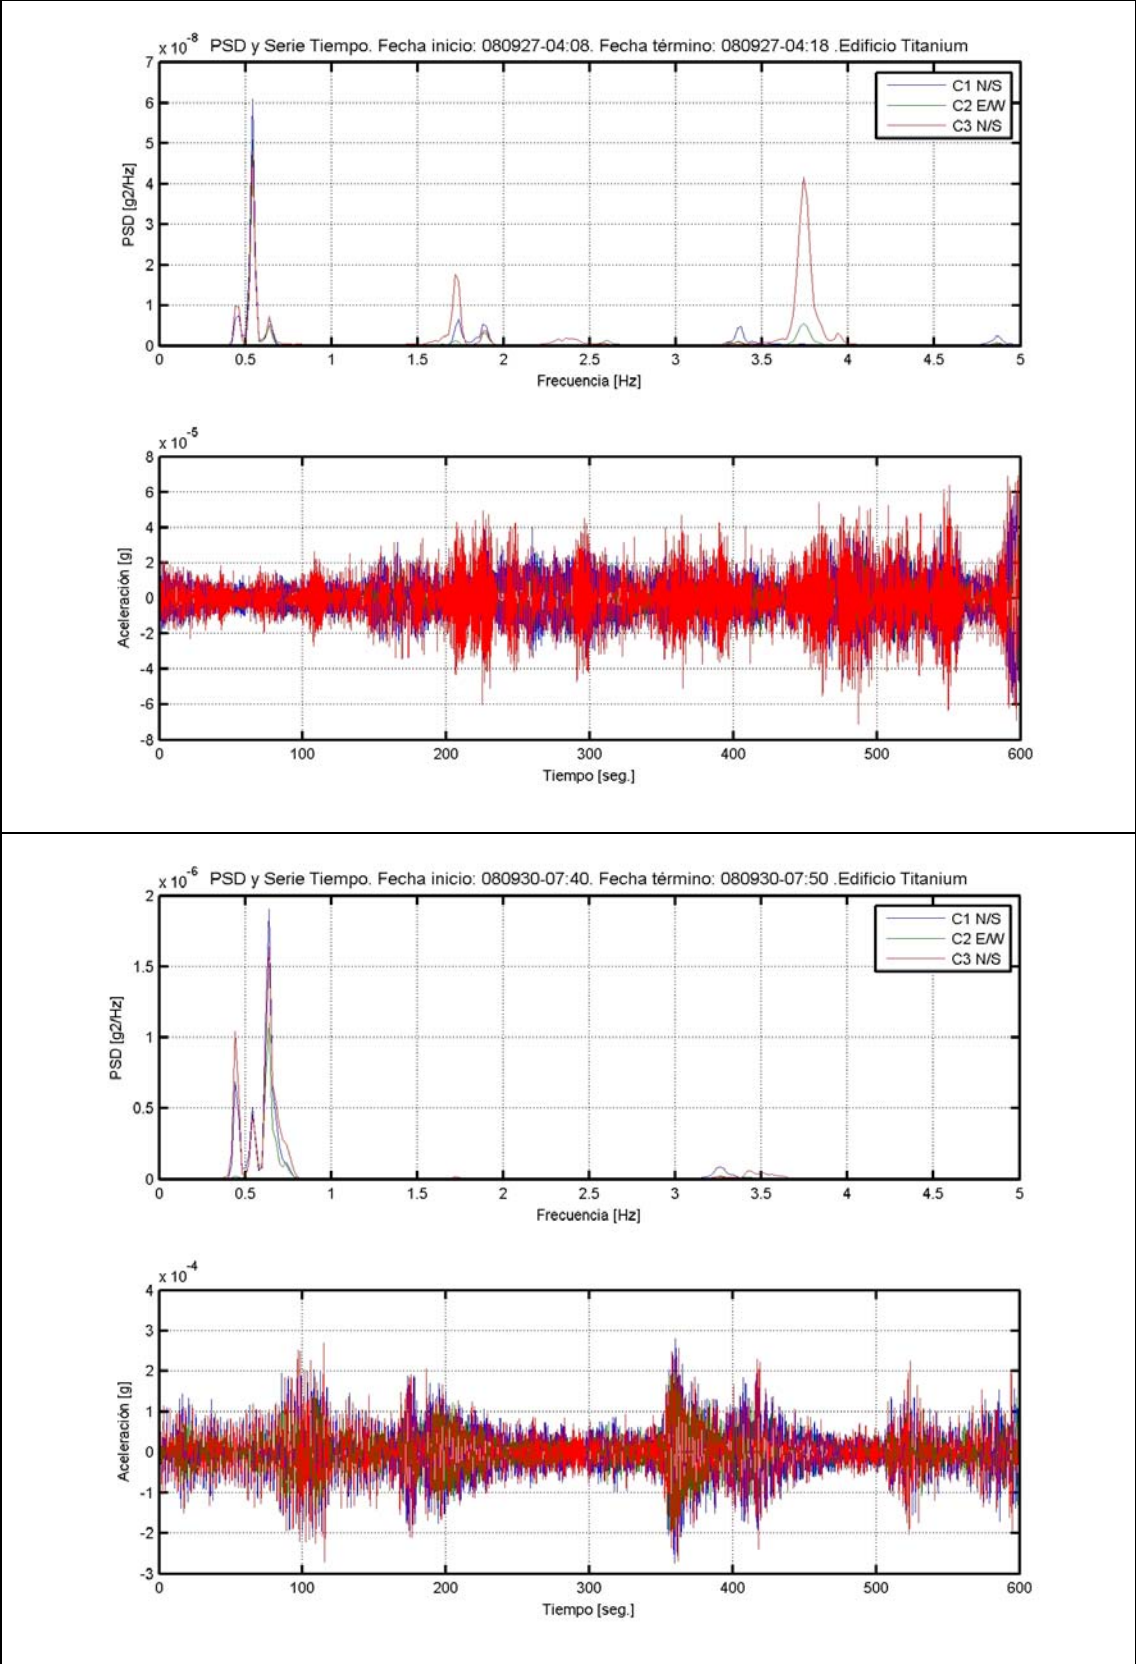 x 10-8
PSD y Serie Tiempo. Fecha inicio: 080927-04:08. Fecha término: 080927-04:18 .Edificio Titanium
7
6
5
4
3
2
1
0
PSD [g2/Hz]
C1 N/S
C2 E/W
C3 N/S
0 0.5 1 1.5 2 2.5 3 3.5 4 4.5 5
Frecuencia [Hz]
x 10-5
8
6
4
2
0
-2
-4
-6
-8
Aceleración [g]
0 100 200 300 400 500 600
Tiempo [seg.]
x 10-6
PSD y Serie Tiempo. Fecha inicio: 080930-07:40. Fecha término: 080930-07:50 .Edificio Titanium
2
1.5
1
0.5
0
PSD [g2/Hz]
C1 N/S
C2 E/W
C3 N/S
0 0.5 1 1.5 2 2.5 3 3.5 4 4.5 5
Frecuencia [Hz]
x 10-4
4
3
2
1
0
-1
-2
-3
Aceleración [g]
0 100 200 300 400 500 600
Tiempo [seg.]